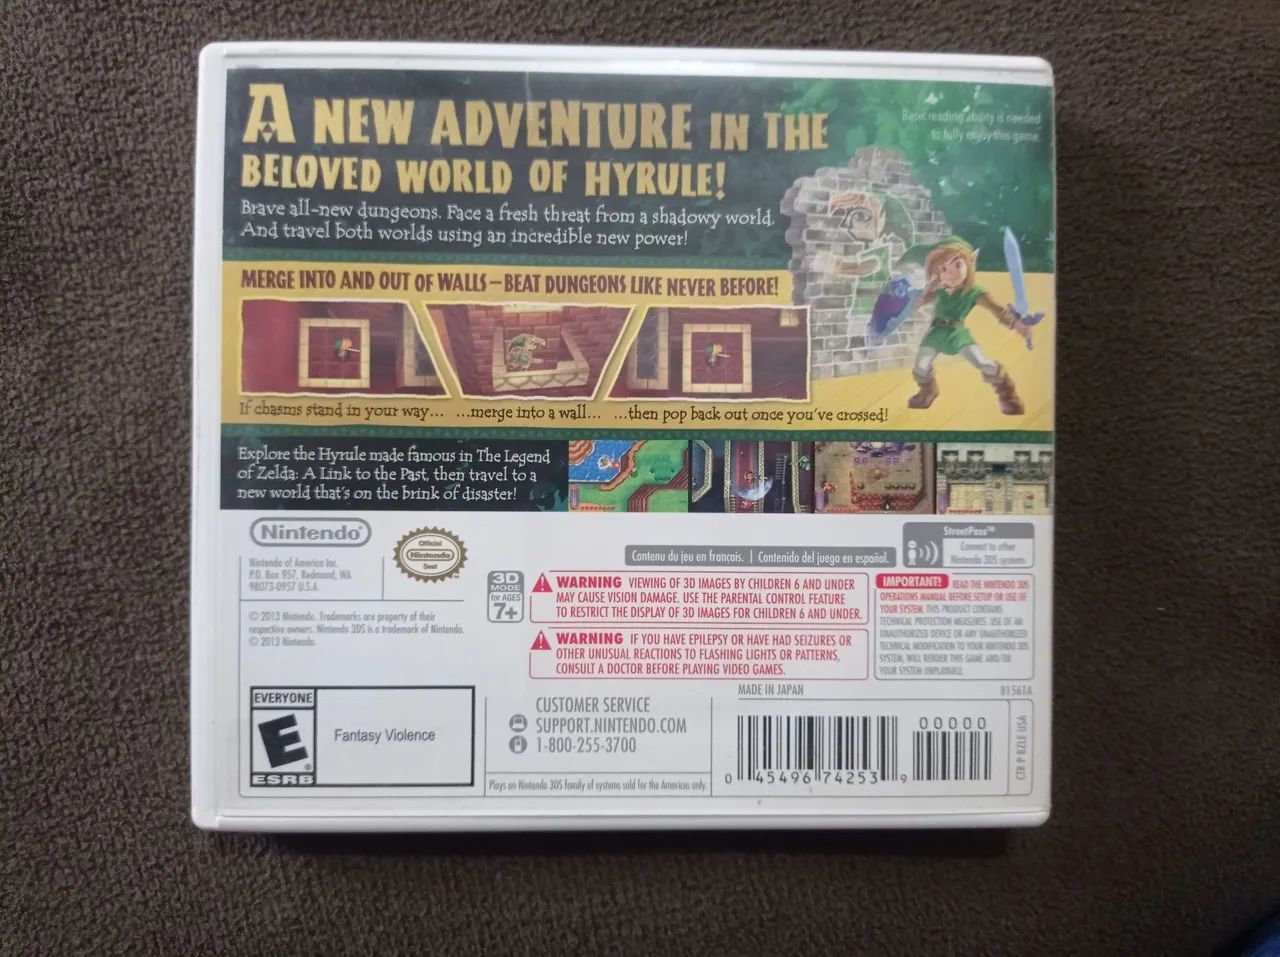 A NEW ADVENTURE IN THE
BELOVED WORLD OF HYRULE!
Brave all-new dungeons. Face a fresh threat from a shadowy world.
And travel both worlds using an incredible new power!
Basic reading ability is needed
to fully enjoy this game.
MERGE INTO AND OUT OF WALLS—BEAT DUNGEONS LIKE NEVER BEFORE!
If chasms stand in your way... ...merge into a wall... ...then pop back out once you've crossed!
Explore the Hyrule made famous in The Legend
of Zelda: A Link to the Past, then travel to a
new world that's on the brink of disaster!
Nintendo®
Nintendo of America Inc.
P.O. Box 957, Redmond, WA
98073-0957 U.S.A.
Official
Nintendo
Seal
Contenu du jeu en français. | Contenido del juego en español.
StreetPass™
Connect to other
Nintendo 3DS systems
© 2013 Nintendo. Trademarks are property of their
respective owners. Nintendo 3DS is a trademark of Nintendo.
© 2013 Nintendo.
3D
MODE
for AGES
7+
WARNING VIEWING OF 3D IMAGES BY CHILDREN 6 AND UNDER
MAY CAUSE VISION DAMAGE. USE THE PARENTAL CONTROL FEATURE
TO RESTRICT THE DISPLAY OF 3D IMAGES FOR CHILDREN 6 AND UNDER.
WARNING IF YOU HAVE EPILEPSY OR HAVE HAD SEIZURES OR
OTHER UNUSUAL REACTIONS TO FLASHING LIGHTS OR PATTERNS,
CONSULT A DOCTOR BEFORE PLAYING VIDEO GAMES.
IMPORTANT! READ THE NINTENDO 3DS
OPERATIONS MANUAL BEFORE SETUP OR USE OF
YOUR SYSTEM. THIS PRODUCT CONTAINS
TECHNICAL PROTECTION MEASURES. USE OF AN
UNAUTHORIZED DEVICE OR ANY UNAUTHORIZED
TECHNICAL MODIFICATION TO YOUR NINTENDO 3DS
SYSTEM, WILL RENDER THIS GAME AND/OR
YOUR SYSTEM UNPLAYABLE.
EVERYONE
E
ESRB
Fantasy Violence
CUSTOMER SERVICE
SUPPORT.NINTENDO.COM
1-800-255-3700
Plays on Nintendo 3DS family of systems sold for the Americas only.
MADE IN JAPAN
81561A
0 45496 74253 9
00000
CTR P BZLE USA